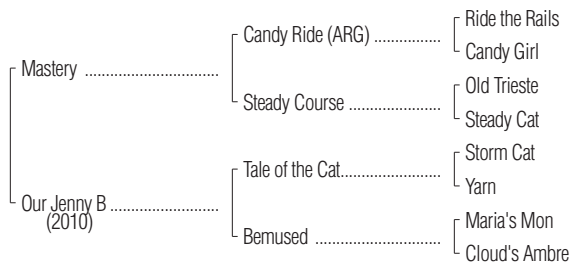 Ride the Rails
Candy Ride (ARG) ..................
Candy Girl
Mastery .....................................
Old Trieste
Steady Course .........................
Steady Cat
Storm Cat
Tale of the Cat...........................
Yarn
Our Jenny B ..............................
(2010)
Maria's Mon
Bemused ..................................
Cloud's Ambre